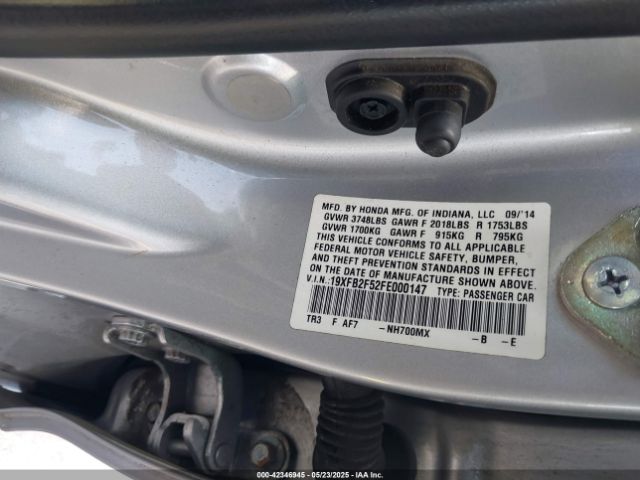 MFD. BY HONDA MFG. OF INDIANA, LLC 09/'14
GVWR 3748LBS GAWR F 2018LBS R 1753LBS
GVWR 1700KG GAWR F 915KG R 795KG
THIS VEHICLE CONFORMS TO ALL APPLICABLE
FEDERAL MOTOR VEHICLE SAFETY, BUMPER,
AND THEFT PREVENTION STANDARDS IN EFFECT
ON THE DATE OF MANUFACTURE SHOWN ABOVE.
V.I.N.: 19XFB2F52FE000147 TYPE: PASSENGER CAR
TR3 F AF7 -NH700MX -B -E
000-42346945 - 05/23/2025 - IAAI.COM